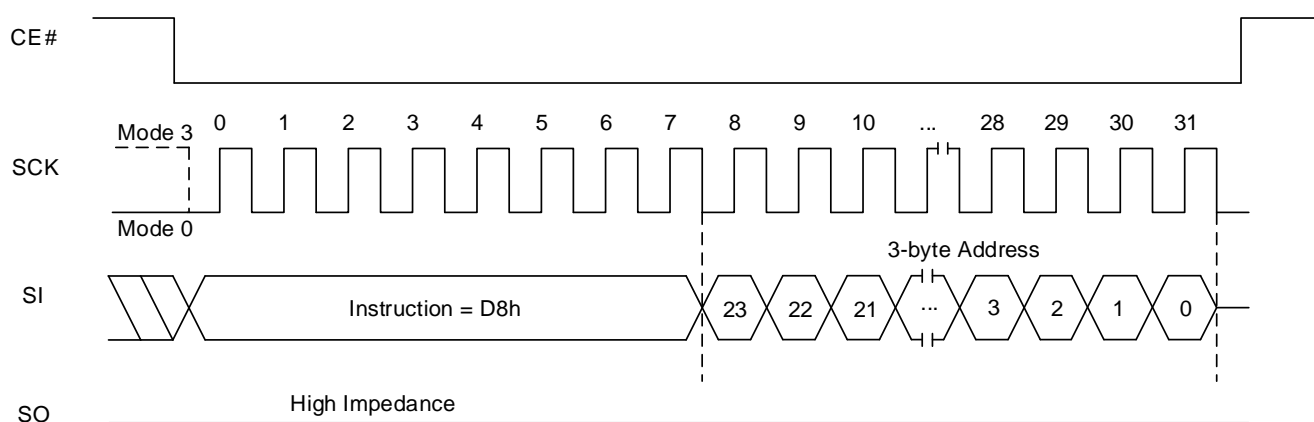 CE#
0 1 2 3 4 5 6 7 8 9 10 ... 28 29 30 31
Mode 3
SCK
Mode 0
3-byte Address
SI
Instruction = D8h
23 22 21 ... 3 2 1 0
High Impedance
SO